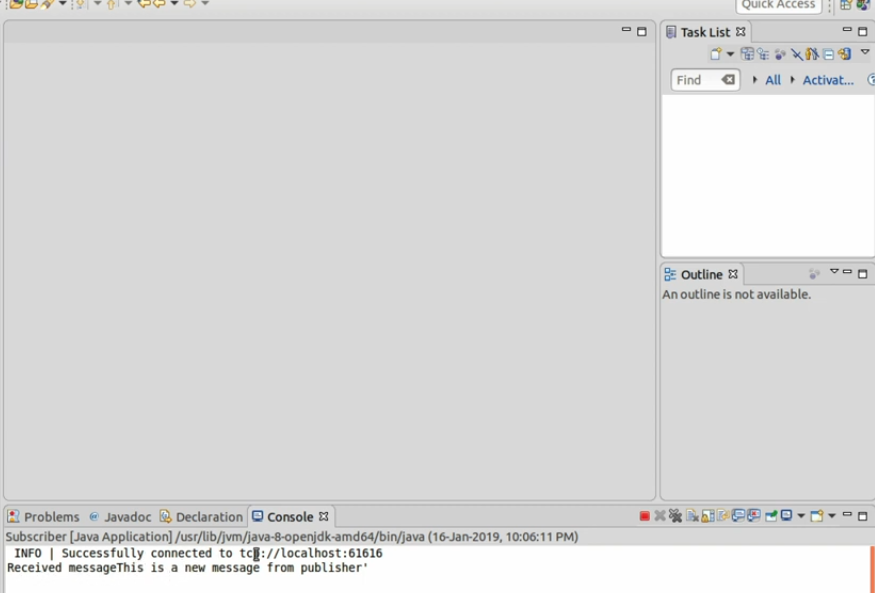 Quick Access
Task List
Find
All
Activat...
Outline
An outline is not available.
Problems
Javadoc
Declaration
Console
Subscriber [Java Application] /usr/lib/jvm/java-8-openjdk-amd64/bin/java (16-Jan-2019, 10:06:11 PM)
INFO | Successfully connected to tcp://localhost:61616
Received messageThis is a new message from publisher'